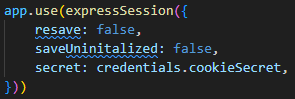 app.use(expressSession({
resave: false,
saveUninitalized: false,
secret: credentials.cookieSecret,
}))